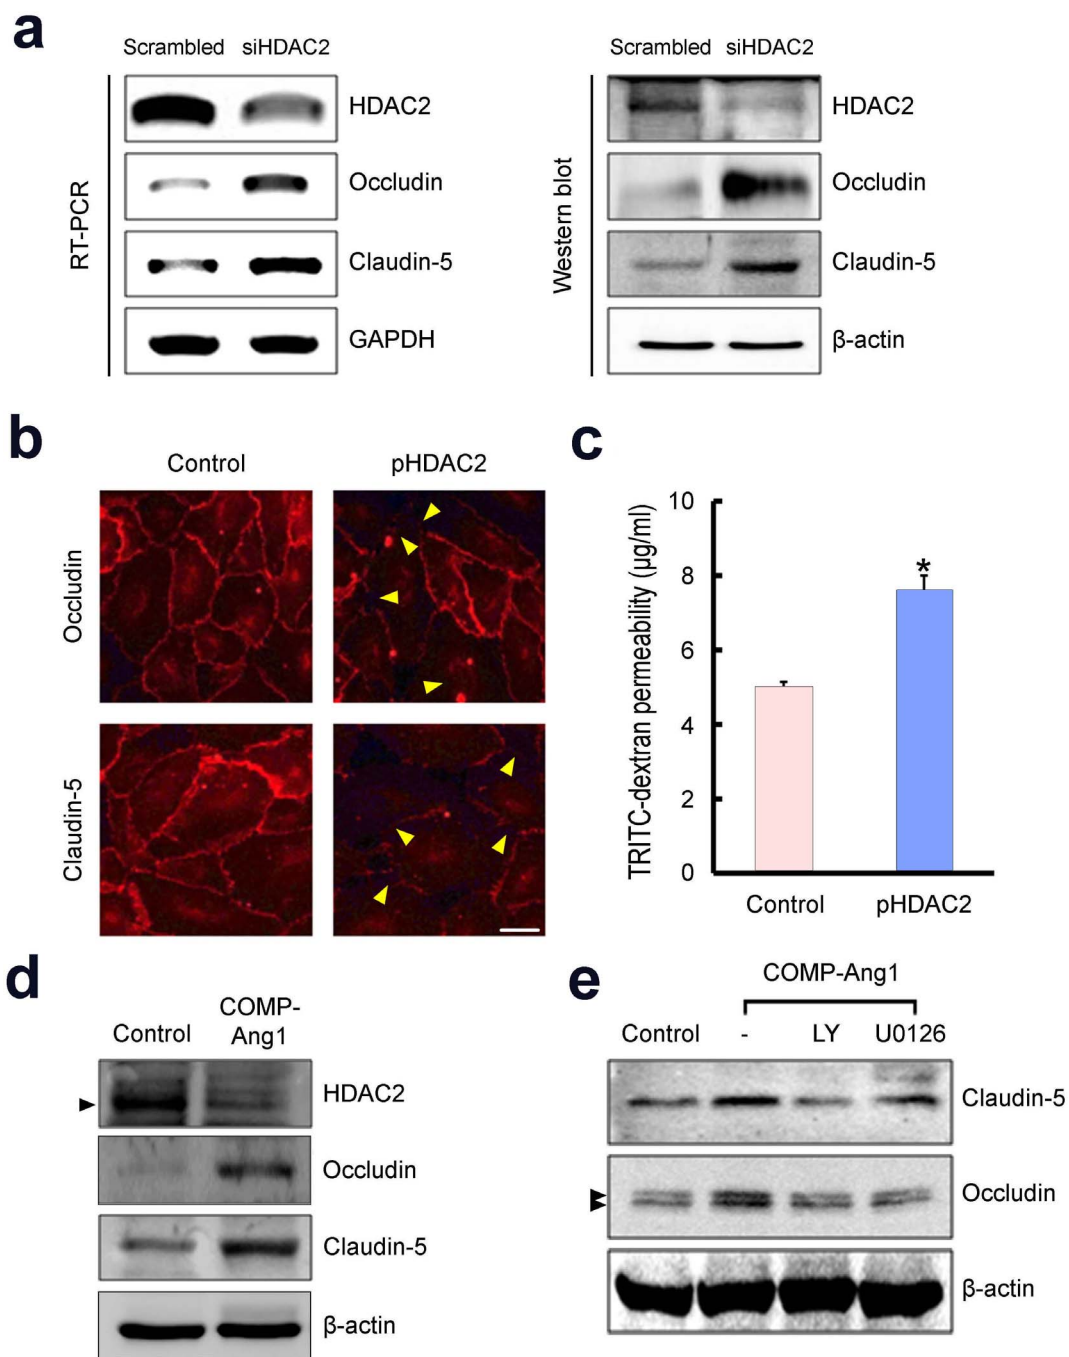 a
Scrambled siHDAC2
RT-PCR
HDAC2
Occludin
Claudin-5
GAPDH
Scrambled siHDAC2
Western blot
HDAC2
Occludin
Claudin-5
β-actin
b
Control pHDAC2
Occludin
Claudin-5
c
TRITC-dextran permeability (µg/ml)
10
8
6
4
2
0
*
Control pHDAC2
d
Control COMP-
Ang1
HDAC2
Occludin
Claudin-5
β-actin
e
COMP-Ang1
Control - LY U0126
Claudin-5
Occludin
β-actin